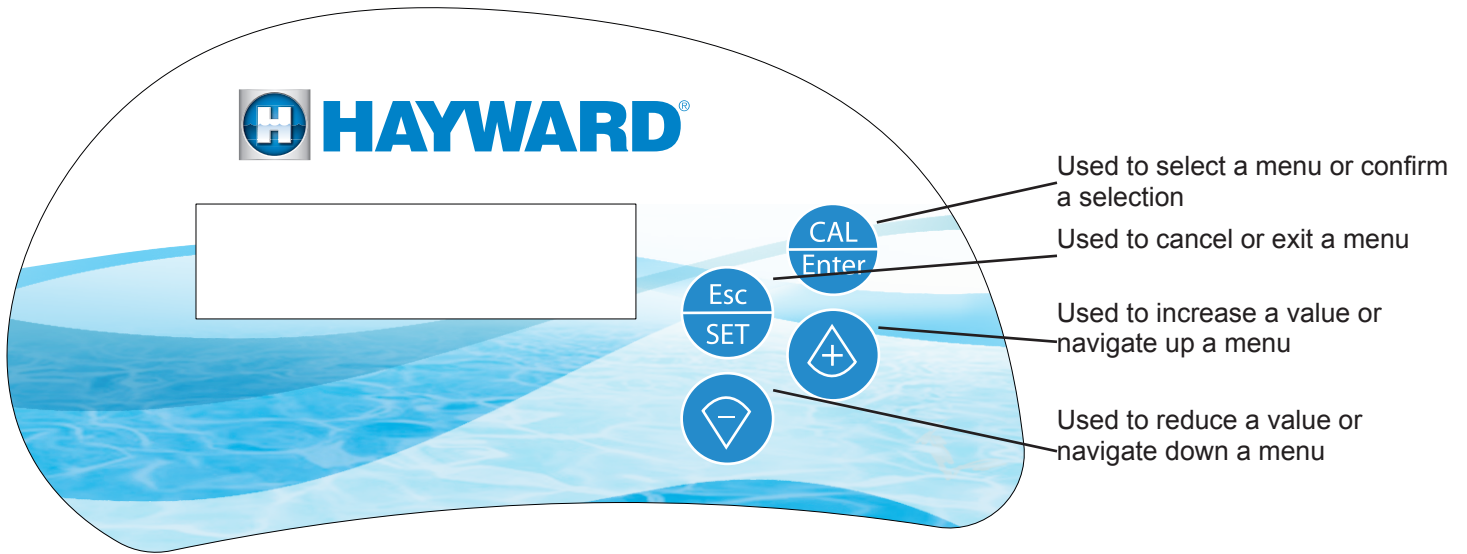 H HAYWARD®
Used to select a menu or confirm
a selection
CAL
Enter
Used to cancel or exit a menu
Esc
SET
Used to increase a value or
navigate up a menu
+
Used to reduce a value or
navigate down a menu
-